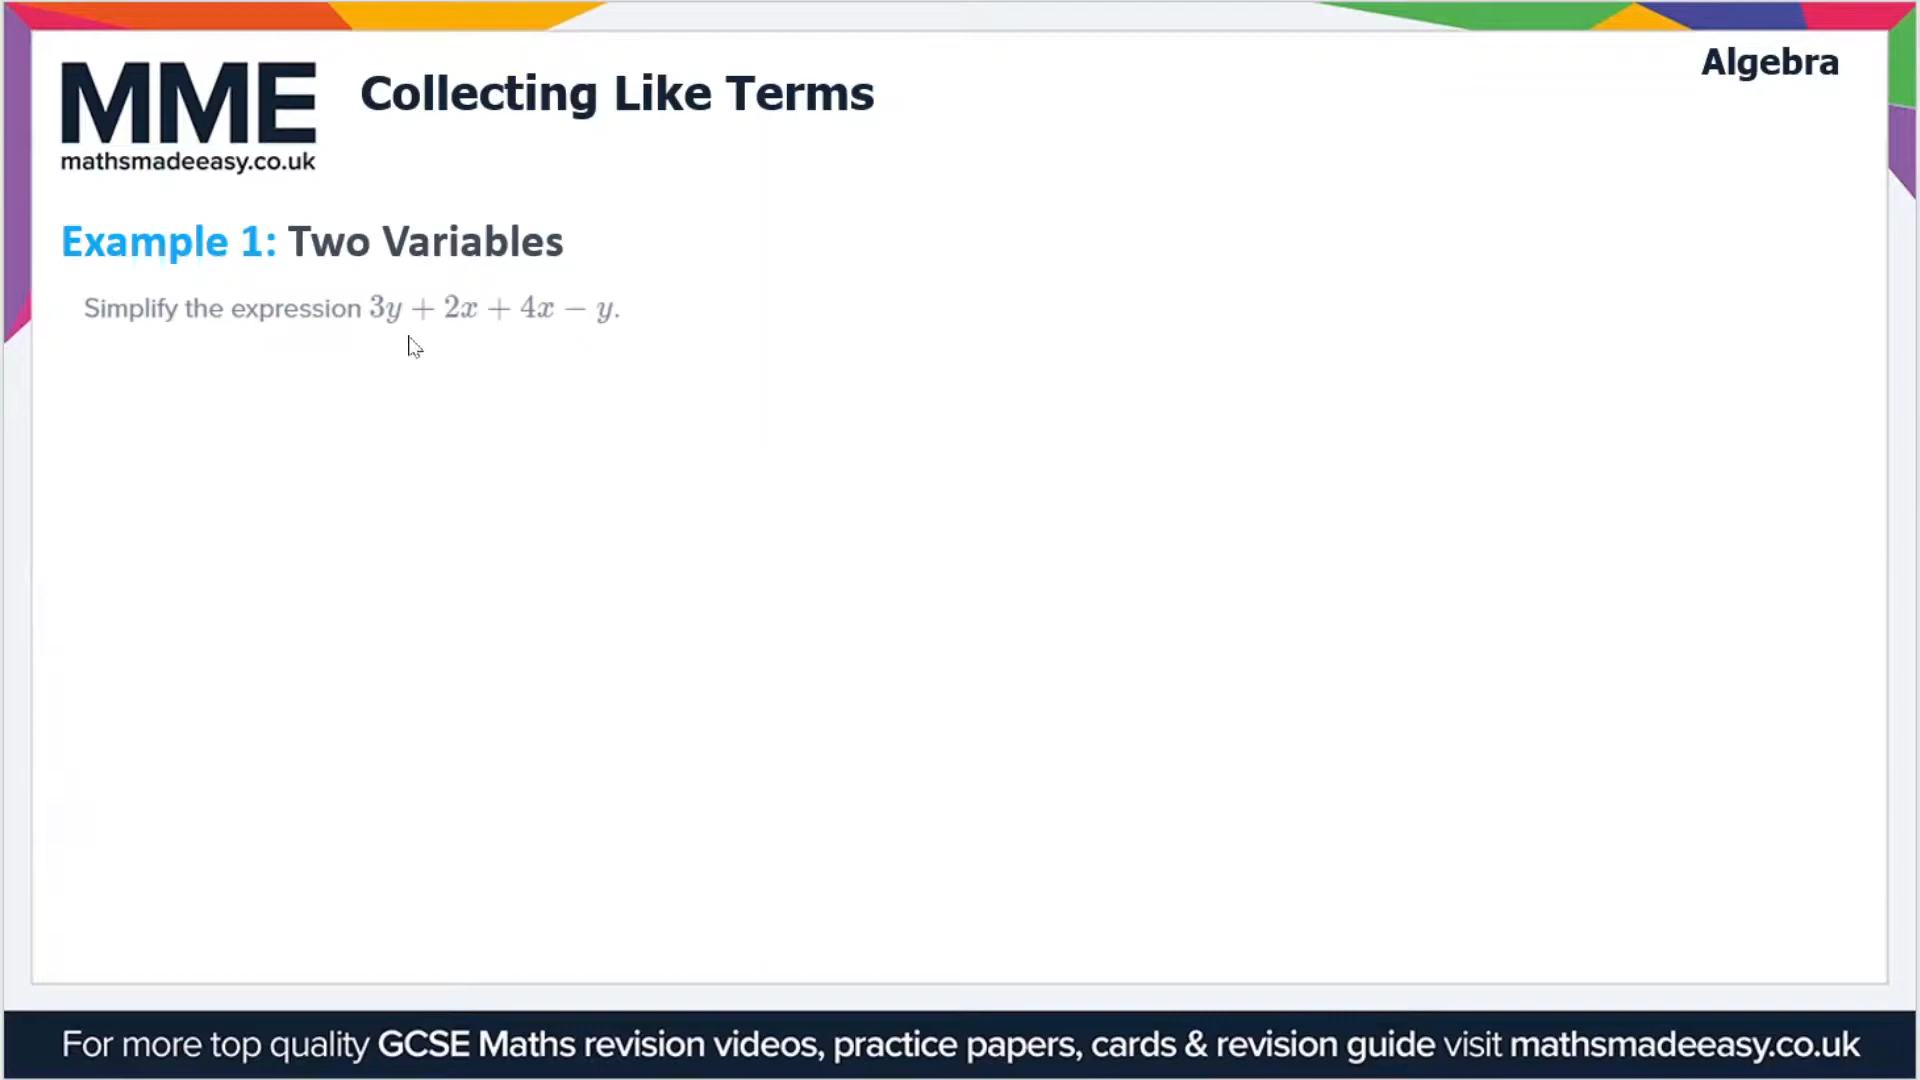 MME
mathsmadeeasy.co.uk
Collecting Like Terms
Algebra
Example 1: Two Variables
Simplify the expression 3y + 2x + 4x − y.
For more top quality GCSE Maths revision videos, practice papers, cards & revision guide visit mathsmadeeasy.co.uk